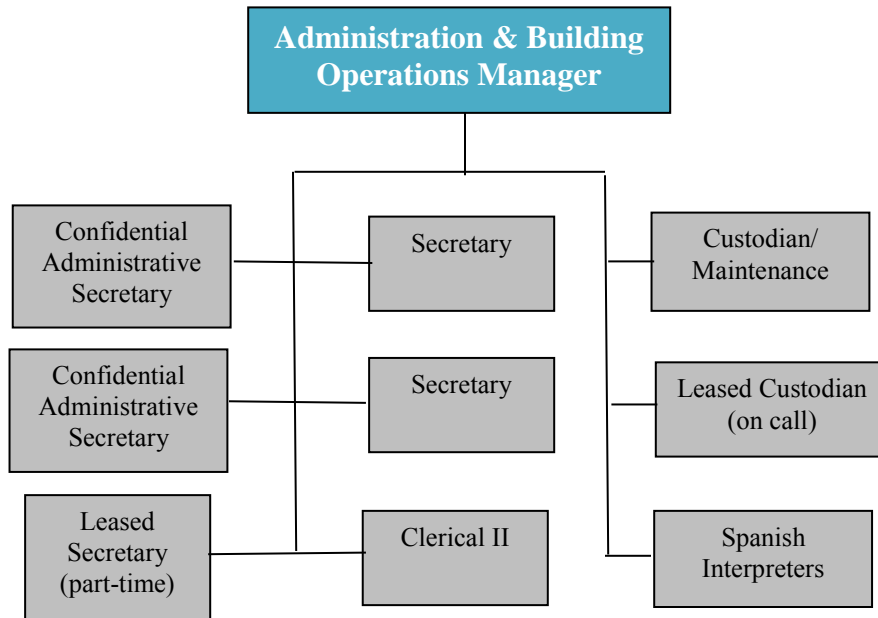 Administration & Building
Operations Manager
Confidential
Administrative
Secretary
Secretary
Custodian/
Maintenance
Confidential
Administrative
Secretary
Secretary
Leased Custodian
(on call)
Leased
Secretary
(part-time)
Clerical II
Spanish
Interpreters